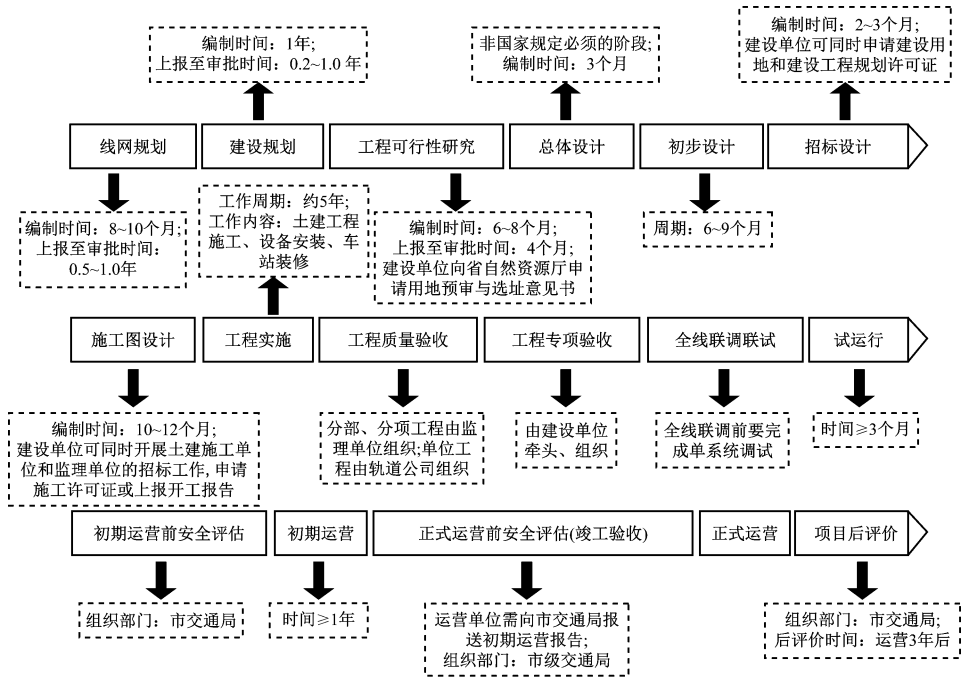 编制时间：1年;
上报至审批时间：0.2~1.0 年
非国家规定必须的阶段;
编制时间：3个月
编制时间：2~3个月;
建设单位可同时申请建设用
地和建设工程规划许可证
线网规划
建设规划
工程可行性研究
总体设计
初步设计
招标设计
编制时间：8~10个月;
上报至审批时间：
0.5~1.0年
工作周期：约5年;
工作内容：土建工程
施工、设备安装、车
站装修
编制时间：6~8个月;
上报至审批时间：4个月;
建设单位向省自然资源厅申
请用地预审与选址意见书
周期：6~9个月
施工图设计
工程实施
工程质量验收
工程专项验收
全线联调联试
试运行
编制时间：10~12个月;
建设单位可同时开展土建施工单
位和监理单位的招标工作, 申请
施工许可证或上报开工报告
分部、分项工程由监
理单位组织;单位工
程由轨道公司组织
由建设单位
牵头、组织
全线联调前要完
成单系统调试
时间≥3个月
初期运营前安全评估
初期运营
正式运营前安全评估(竣工验收)
正式运营
项目后评价
组织部门：市交通局
时间≥1年
运营单位需向市交通局报
送初期运营报告;
组织部门：市级交通局
组织部门：市交通局;
后评价时间：运营3年后